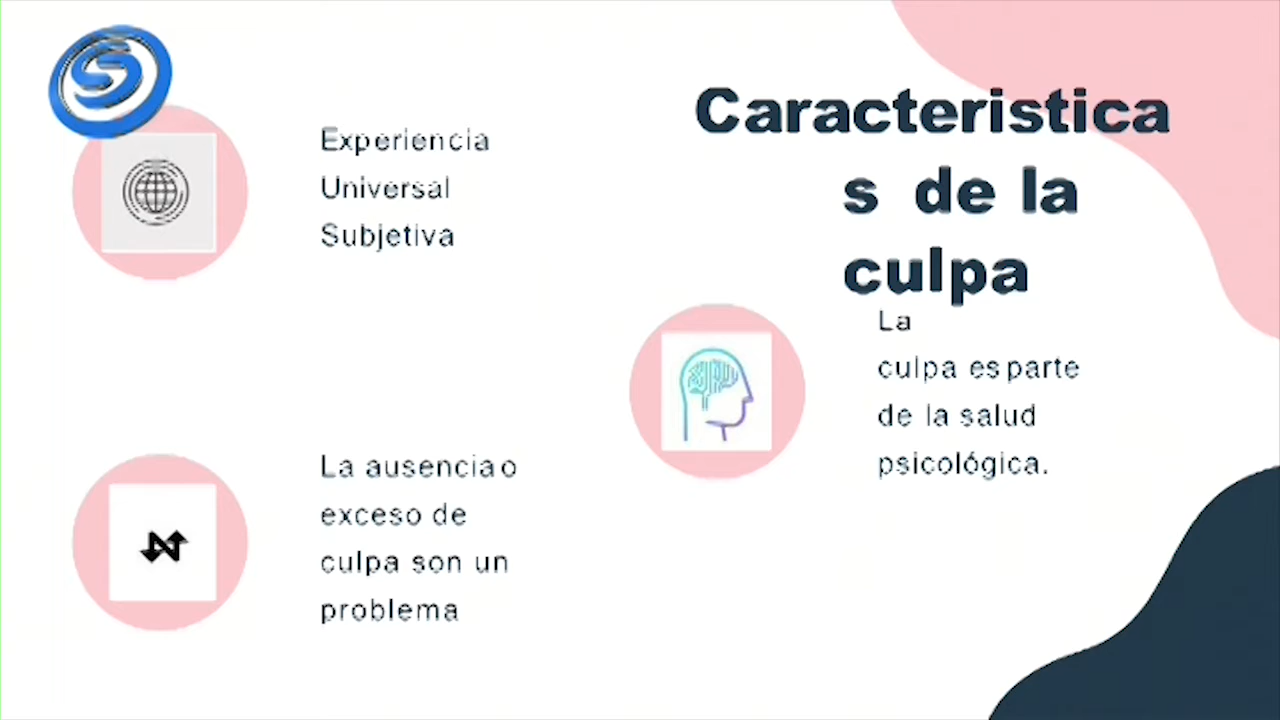 Caracteristica
s de la
culpa
Experiencia
Universal
Subjetiva
La
culpa es parte
de la salud
psicológica.
La ausencia o
exceso de
culpa son un
problema